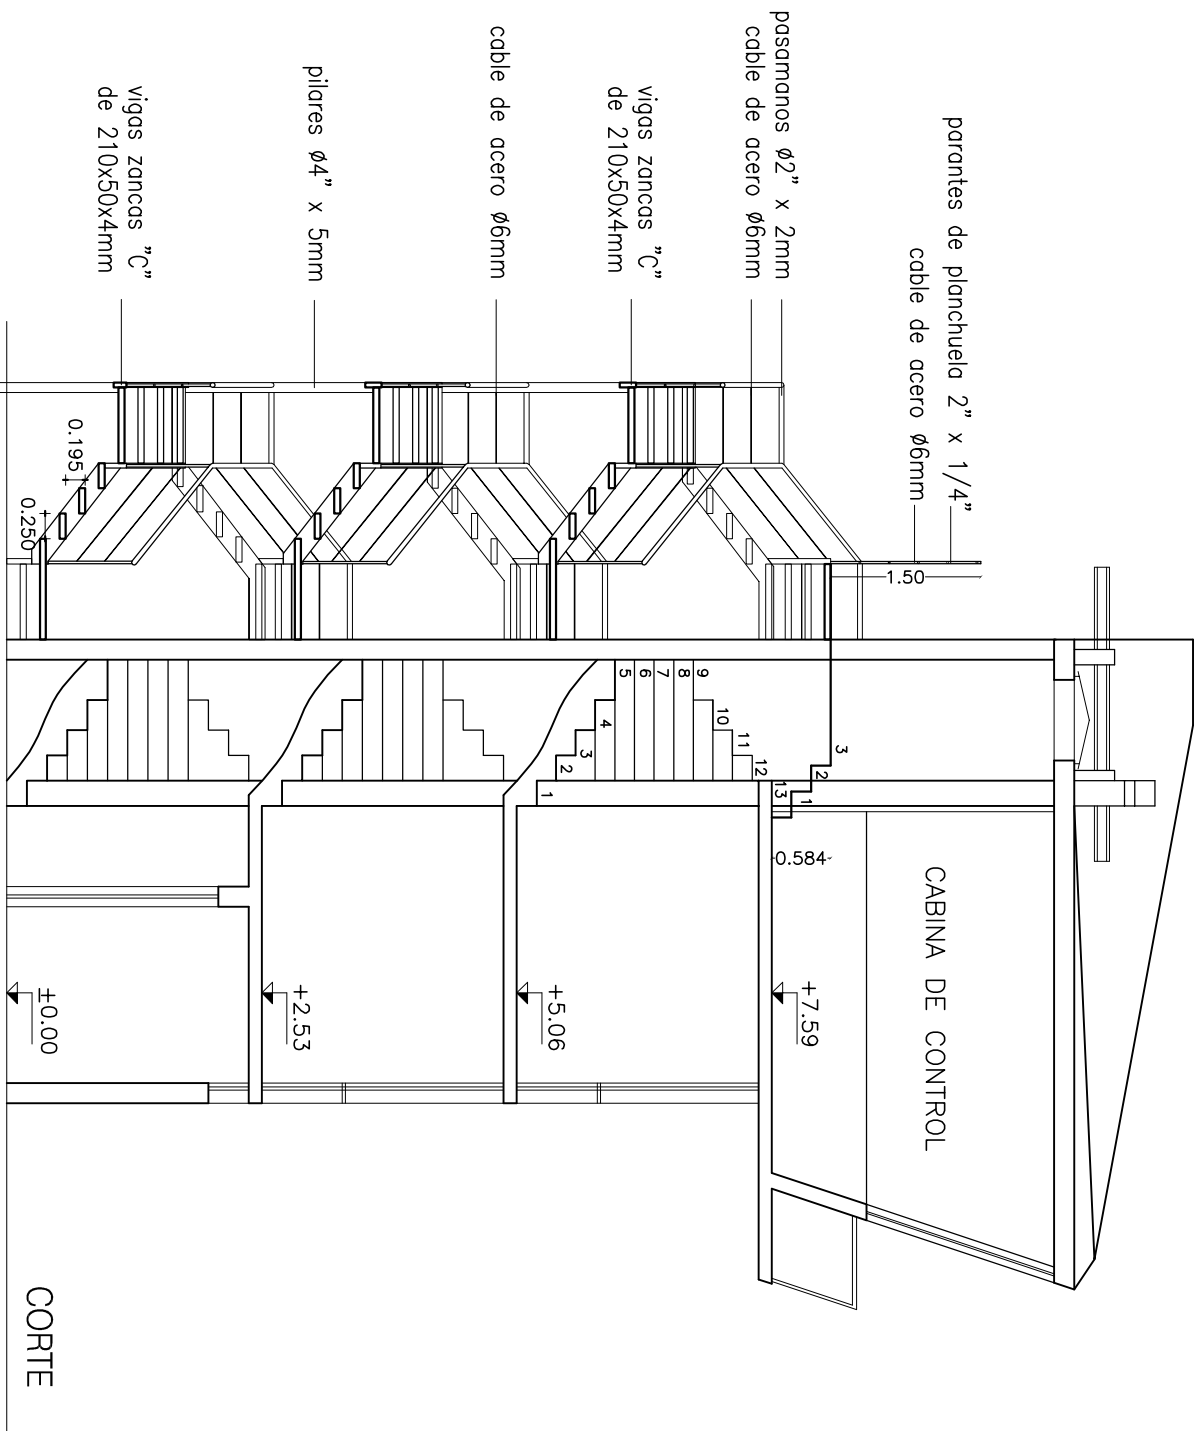 parantes de planchuela 2" x 1/4"
cable de acero ø6mm
pasamanos ø2" x 2mm
cable de acero ø6mm
vigas zancas "C"
de 210x50x4mm
cable de acero ø6mm
pilares ø4" x 5mm
vigas zancas "C"
de 210x50x4mm
0.195
0.250
1.50
3
2
1
0.584
13
12
11
10
9
8
7
6
5
4
3
2
1
CABINA DE CONTROL
+7.59
+5.06
+2.53
±0.00
CORTE